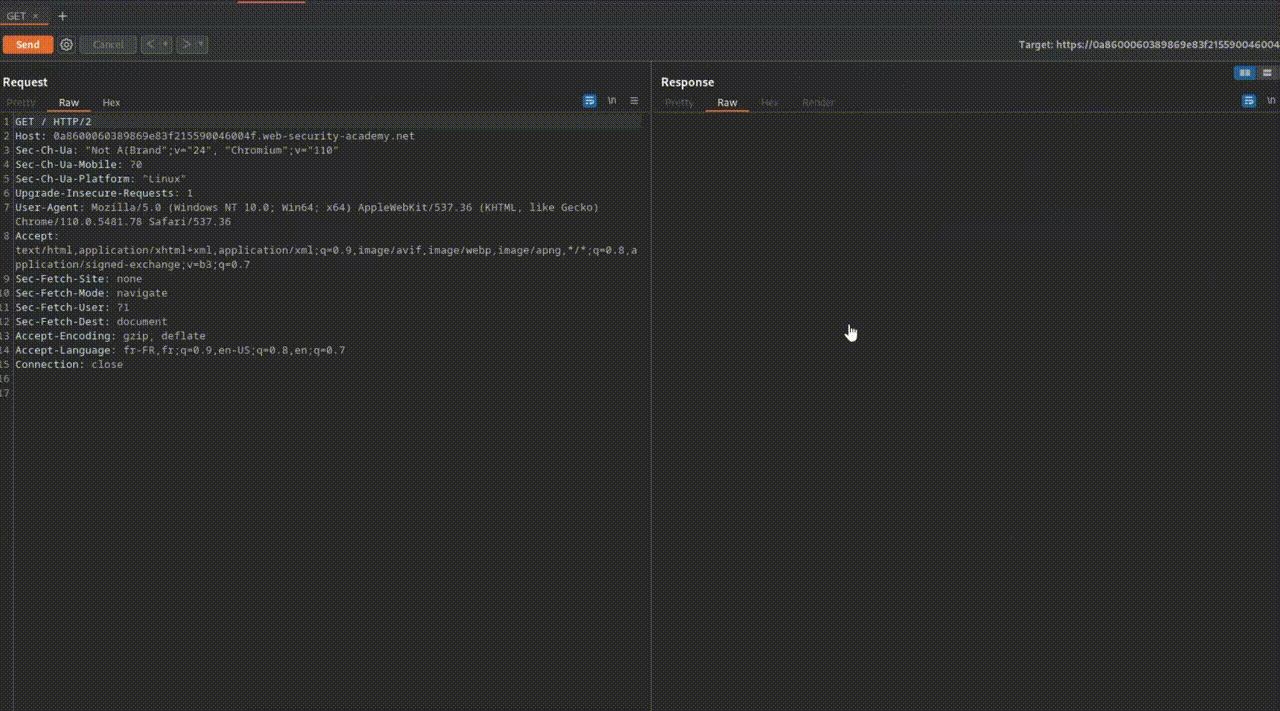 GET × +
Send Cancel < > Target: https://0a8600060389869e83f215590046004
Request
Pretty Raw Hex \n
1 GET / HTTP/2
2 Host: 0a8600060389869e83f215590046004f.web-security-academy.net
3 Sec-Ch-Ua: "Not A(Brand";v="24", "Chromium";v="110"
4 Sec-Ch-Ua-Mobile: ?0
5 Sec-Ch-Ua-Platform: "Linux"
6 Upgrade-Insecure-Requests: 1
7 User-Agent: Mozilla/5.0 (Windows NT 10.0; Win64; x64) AppleWebKit/537.36 (KHTML, like Gecko)
Chrome/110.0.5481.78 Safari/537.36
8 Accept:
text/html,application/xhtml+xml,application/xml;q=0.9,image/avif,image/webp,image/apng,*/*;q=0.8,a
pplication/signed-exchange;v=b3;q=0.7
9 Sec-Fetch-Site: none
10 Sec-Fetch-Mode: navigate
11 Sec-Fetch-User: ?1
12 Sec-Fetch-Dest: document
13 Accept-Encoding: gzip, deflate
14 Accept-Language: fr-FR,fr;q=0.9,en-US;q=0.8,en;q=0.7
15 Connection: close
16
17
Response
Pretty Raw Hex Render \n